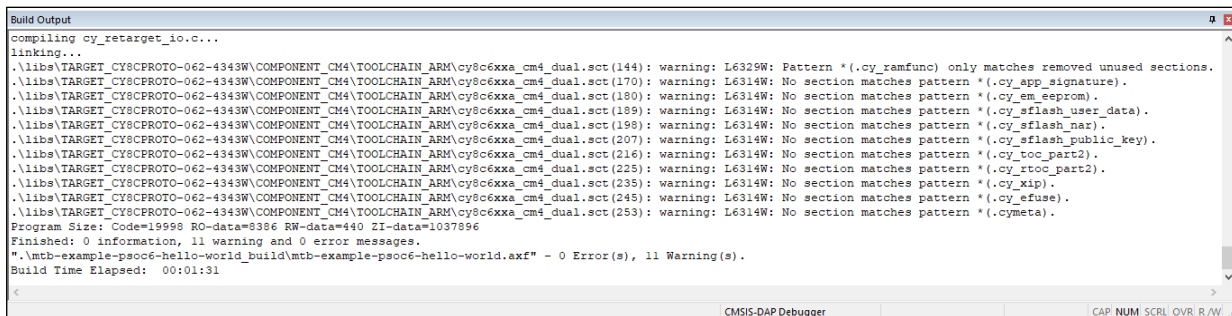 Build Output
compiling cy_retarget_io.c...
linking...
.\libs\TARGET_CY8CPROTO-062-4343W\COMPONENT_CM4\TOOLCHAIN_ARM\cy8c6xxa_cm4_dual.sct(144): warning: L6329W: Pattern *(.cy_ramfunc) only matches removed unused sections.
.\libs\TARGET_CY8CPROTO-062-4343W\COMPONENT_CM4\TOOLCHAIN_ARM\cy8c6xxa_cm4_dual.sct(170): warning: L6314W: No section matches pattern *(.cy_app_signature).
.\libs\TARGET_CY8CPROTO-062-4343W\COMPONENT_CM4\TOOLCHAIN_ARM\cy8c6xxa_cm4_dual.sct(180): warning: L6314W: No section matches pattern *(.cy_em_eeprom).
.\libs\TARGET_CY8CPROTO-062-4343W\COMPONENT_CM4\TOOLCHAIN_ARM\cy8c6xxa_cm4_dual.sct(189): warning: L6314W: No section matches pattern *(.cy_sflash_user_data).
.\libs\TARGET_CY8CPROTO-062-4343W\COMPONENT_CM4\TOOLCHAIN_ARM\cy8c6xxa_cm4_dual.sct(198): warning: L6314W: No section matches pattern *(.cy_sflash_nar).
.\libs\TARGET_CY8CPROTO-062-4343W\COMPONENT_CM4\TOOLCHAIN_ARM\cy8c6xxa_cm4_dual.sct(207): warning: L6314W: No section matches pattern *(.cy_sflash_public_key).
.\libs\TARGET_CY8CPROTO-062-4343W\COMPONENT_CM4\TOOLCHAIN_ARM\cy8c6xxa_cm4_dual.sct(216): warning: L6314W: No section matches pattern *(.cy_toc_part2).
.\libs\TARGET_CY8CPROTO-062-4343W\COMPONENT_CM4\TOOLCHAIN_ARM\cy8c6xxa_cm4_dual.sct(225): warning: L6314W: No section matches pattern *(.cy_rtoc_part2).
.\libs\TARGET_CY8CPROTO-062-4343W\COMPONENT_CM4\TOOLCHAIN_ARM\cy8c6xxa_cm4_dual.sct(235): warning: L6314W: No section matches pattern *(.cy_xip).
.\libs\TARGET_CY8CPROTO-062-4343W\COMPONENT_CM4\TOOLCHAIN_ARM\cy8c6xxa_cm4_dual.sct(245): warning: L6314W: No section matches pattern *(.cy_efuse).
.\libs\TARGET_CY8CPROTO-062-4343W\COMPONENT_CM4\TOOLCHAIN_ARM\cy8c6xxa_cm4_dual.sct(253): warning: L6314W: No section matches pattern *(.cymeta).
Program Size: Code=19998 RO-data=8386 RW-data=440 ZI-data=1037896
Finished: 0 information, 11 warning and 0 error messages.
".\mtb-example-psoc6-hello-world_build\mtb-example-psoc6-hello-world.axf" - 0 Error(s), 11 Warning(s).
Build Time Elapsed:  00:01:31
CMSIS-DAP Debugger CAP NUM SCRL OVR R/W